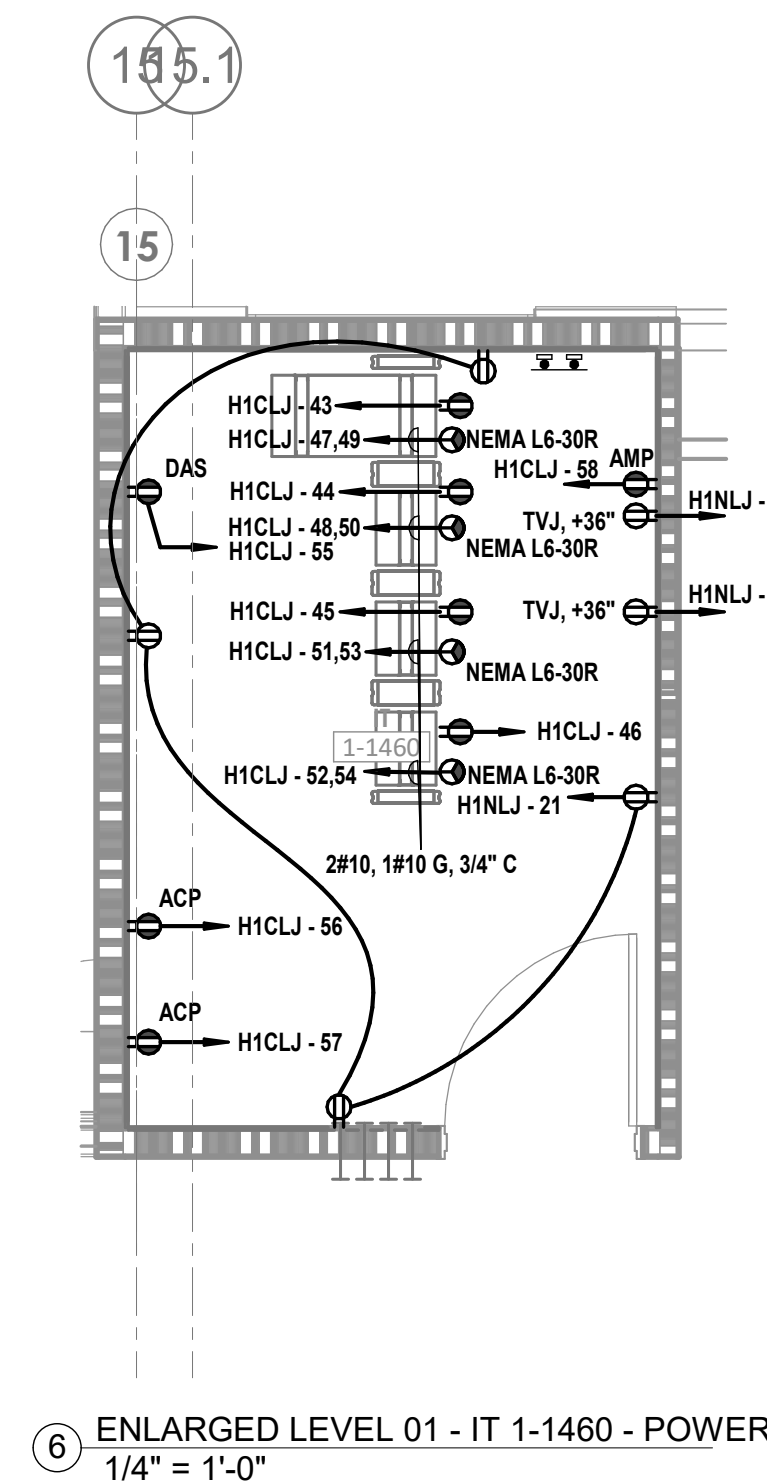 15
15.1
15
H1CLJ - 43
H1CLJ - 47,49
NEMA L6-30R
AMP
H1CLJ - 58
DAS
H1CLJ - 44
H1NLJ -
TVJ, +36"
H1CLJ - 48,50
NEMA L6-30R
H1CLJ - 55
H1NLJ -
H1CLJ - 45
TVJ, +36"
H1CLJ - 51,53
NEMA L6-30R
IT
1-1460
H1CLJ - 46
H1CLJ - 52,54
NEMA L6-30R
H1NLJ - 21
2#10, 1#10 G, 3/4" C
ACP
H1CLJ - 56
ACP
H1CLJ - 57
6
ENLARGED LEVEL 01 - IT 1-1460 - POWER
1/4" = 1'-0"